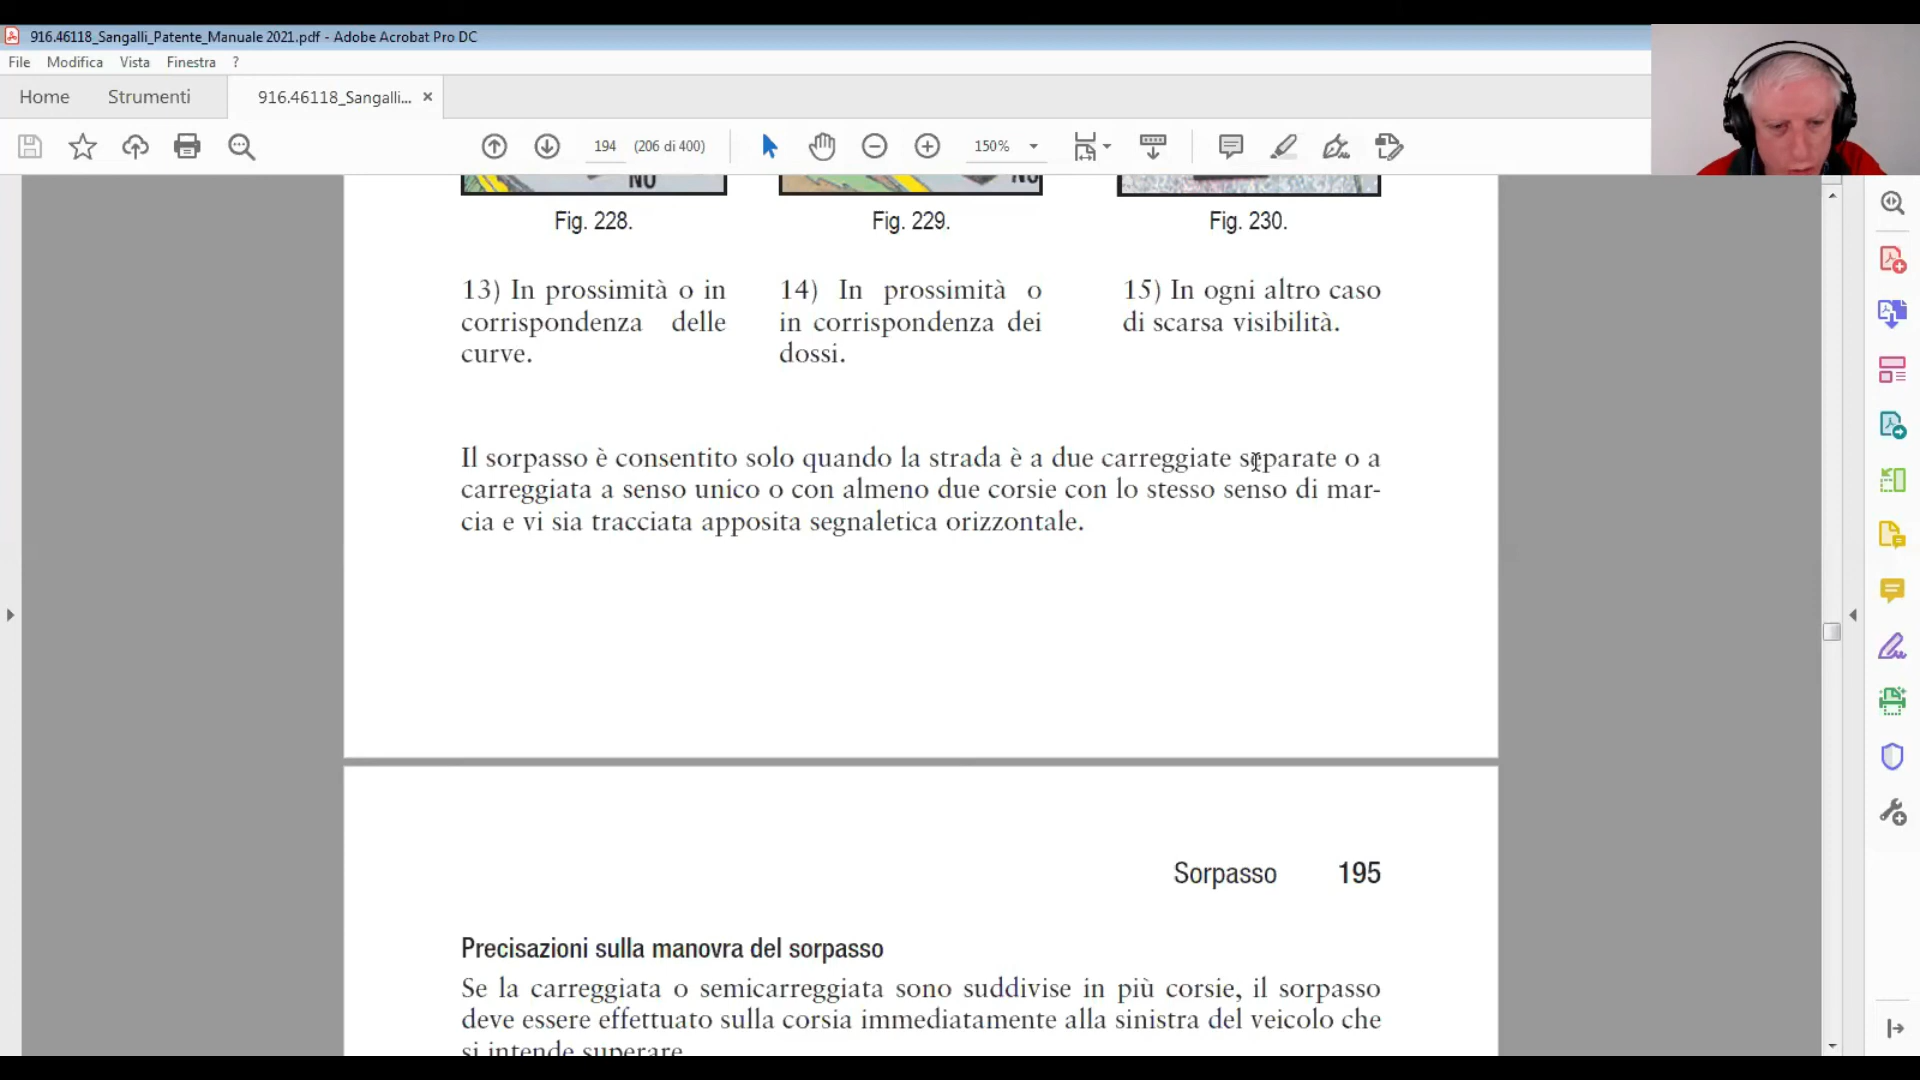 916.46118_Sangalli_Patente_Manuale 2021.pdf - Adobe Acrobat Pro DC
File Modifica Vista Finestra ?
Home Strumenti 916.46118_Sangalli... ×
194 (206 di 400) 150%
NO NO
Fig. 228. Fig. 229. Fig. 230.
13) In prossimità o in
corrispondenza delle
curve.
14) In prossimità o
in corrispondenza dei
dossi.
15) In ogni altro caso
di scarsa visibilità.
Il sorpasso è consentito solo quando la strada è a due carreggiate separate o a
carreggiata a senso unico o con almeno due corsie con lo stesso senso di mar-
cia e vi sia tracciata apposita segnaletica orizzontale.
Sorpasso 195
Precisazioni sulla manovra del sorpasso
Se la carreggiata o semicarreggiata sono suddivise in più corsie, il sorpasso
deve essere effettuato sulla corsia immediatamente alla sinistra del veicolo che
si intende superare